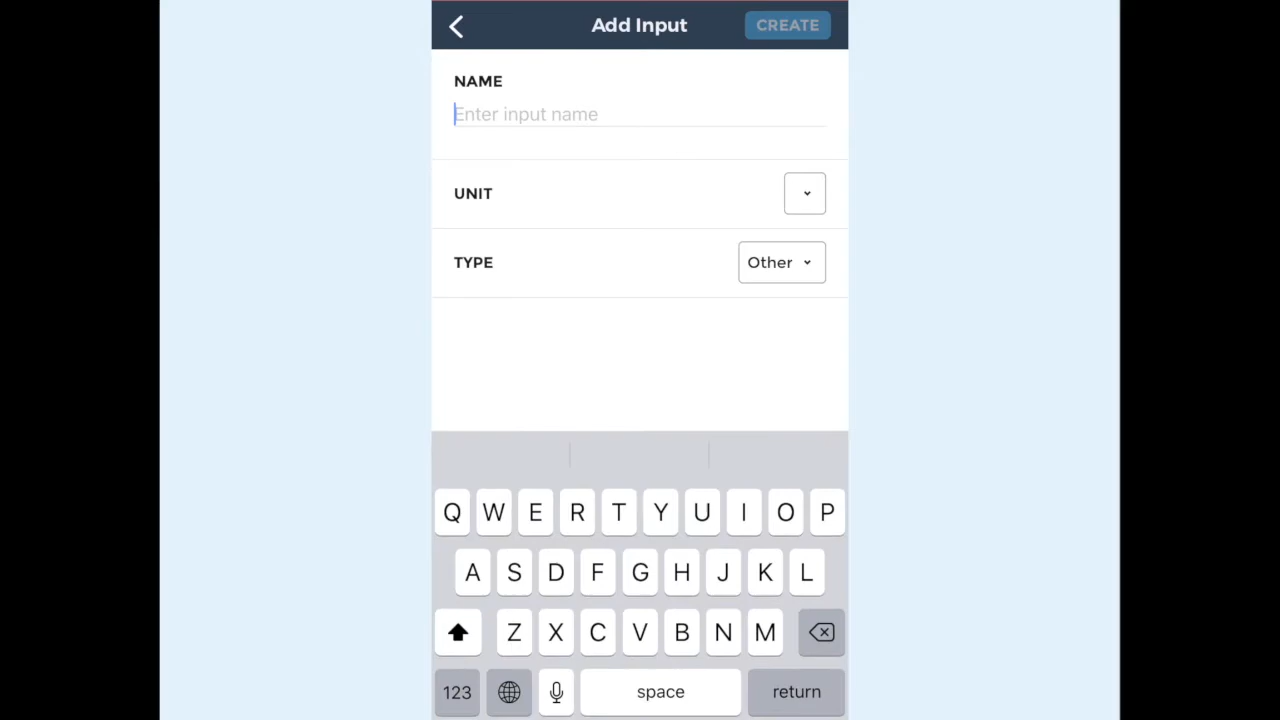 Add Input
CREATE
NAME
Enter input name
UNIT
TYPE
Other
Q W E R T Y U I O P
A S D F G H J K L
Z X C V B N M
123 space return